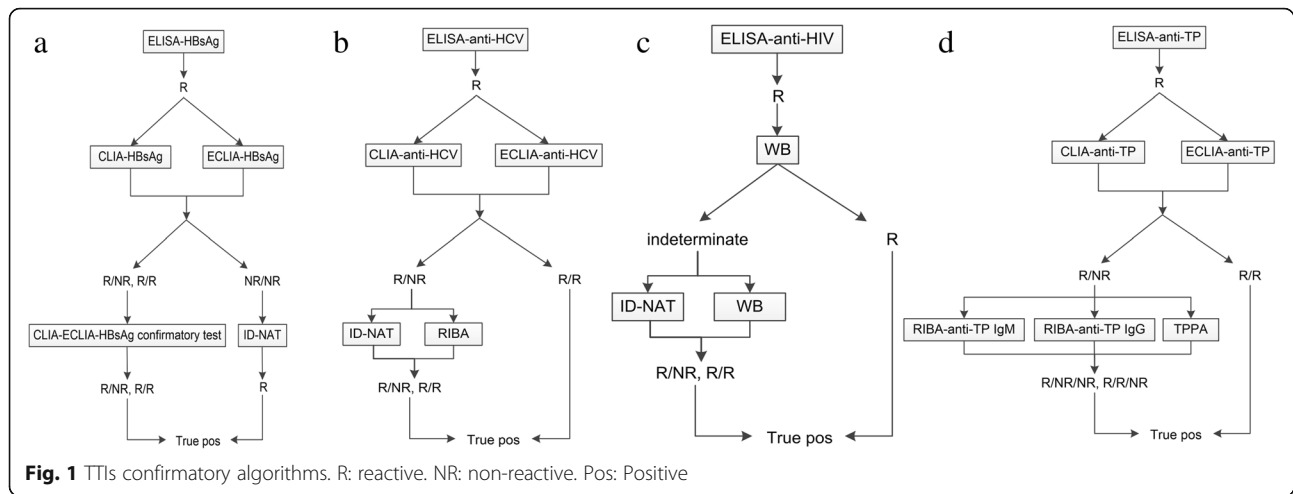 a
ELISA-HBsAg
R
CLIA-HBsAg
ECLIA-HBsAg
R/NR, R/R
NR/NR
CLIA-ECLIA-HBsAg confirmatory test
ID-NAT
R/NR, R/R
R
True pos
b
ELISA-anti-HCV
R
CLIA-anti-HCV
ECLIA-anti-HCV
R/NR
R/R
ID-NAT
RIBA
R/NR, R/R
True pos
c
ELISA-anti-HIV
R
WB
indeterminate
R
ID-NAT
WB
R/NR, R/R
True pos
d
ELISA-anti-TP
R
CLIA-anti-TP
ECLIA-anti-TP
R/NR
R/R
RIBA-anti-TP IgM
RIBA-anti-TP IgG
TPPA
R/NR/NR, R/R/NR
True pos
Fig. 1 TTIs confirmatory algorithms. R: reactive. NR: non-reactive. Pos: Positive